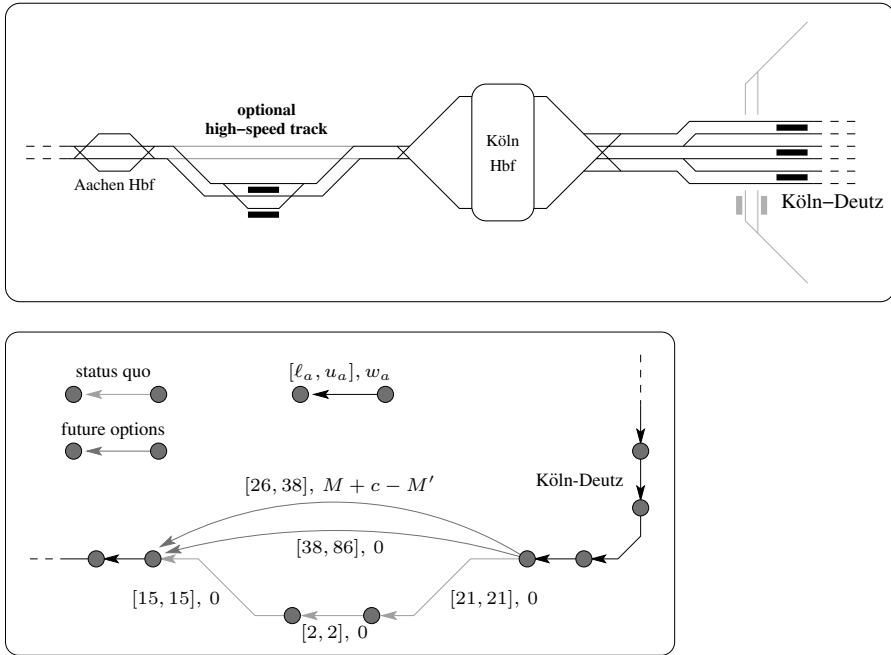 optional
high–speed track
Köln
Hbf
Aachen Hbf
Köln–Deutz
status quo
[ℓ_a, u_a], w_a
future options
[26, 38], M + c − M′
Köln-Deutz
[38, 86], 0
[15, 15], 0
[21, 21], 0
[2, 2], 0